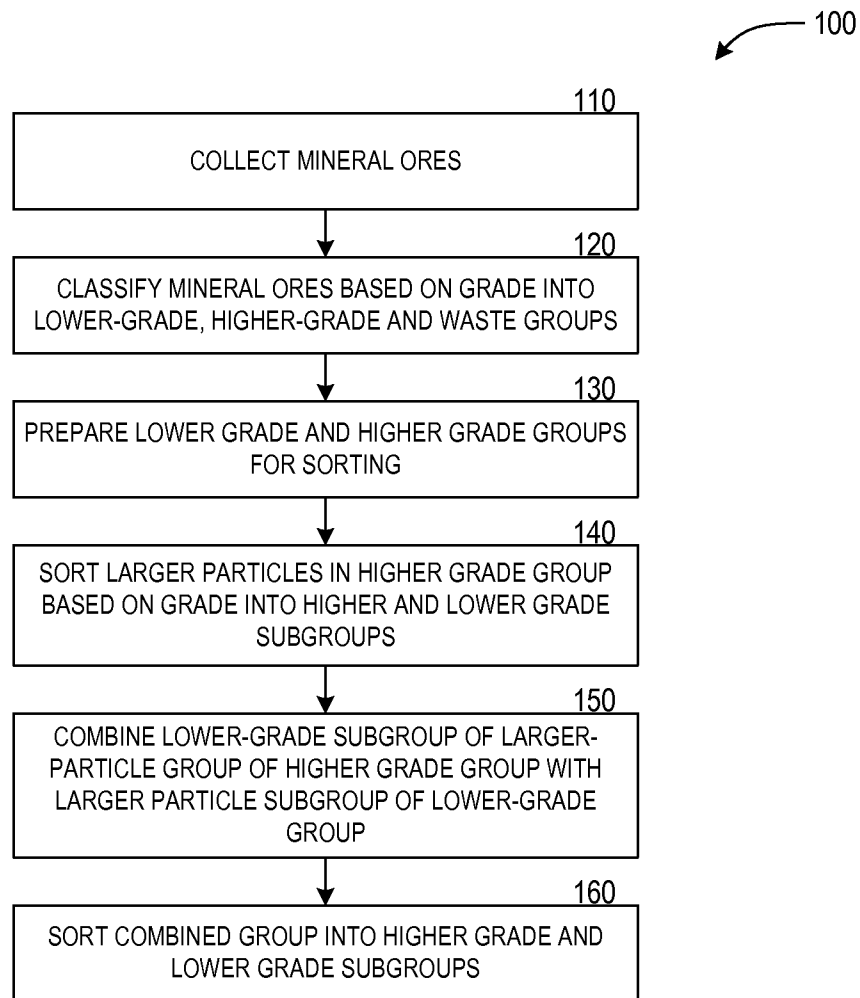 100
110
COLLECT MINERAL ORES
120
CLASSIFY MINERAL ORES BASED ON GRADE INTO
LOWER-GRADE, HIGHER-GRADE AND WASTE GROUPS
130
PREPARE LOWER GRADE AND HIGHER GRADE GROUPS
FOR SORTING
140
SORT LARGER PARTICLES IN HIGHER GRADE GROUP
BASED ON GRADE INTO HIGHER AND LOWER GRADE
SUBGROUPS
150
COMBINE LOWER-GRADE SUBGROUP OF LARGER-
PARTICLE GROUP OF HIGHER GRADE GROUP WITH
LARGER PARTICLE SUBGROUP OF LOWER-GRADE
GROUP
160
SORT COMBINED GROUP INTO HIGHER GRADE AND
LOWER GRADE SUBGROUPS